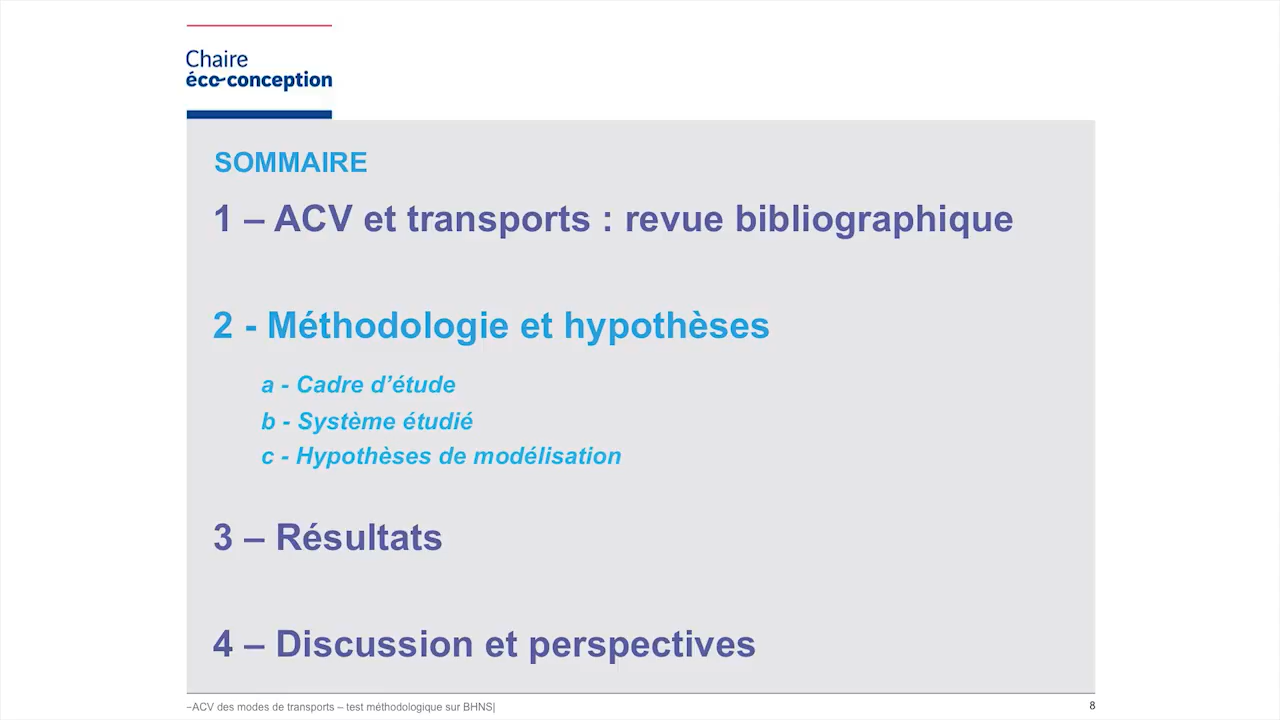 Chaire
éco-conception
SOMMAIRE
1 – ACV et transports : revue bibliographique
2 - Méthodologie et hypothèses
a - Cadre d’étude
b - Système étudié
c - Hypothèses de modélisation
3 – Résultats
4 – Discussion et perspectives
–ACV des modes de transports – test méthodologique sur BHNS|
8